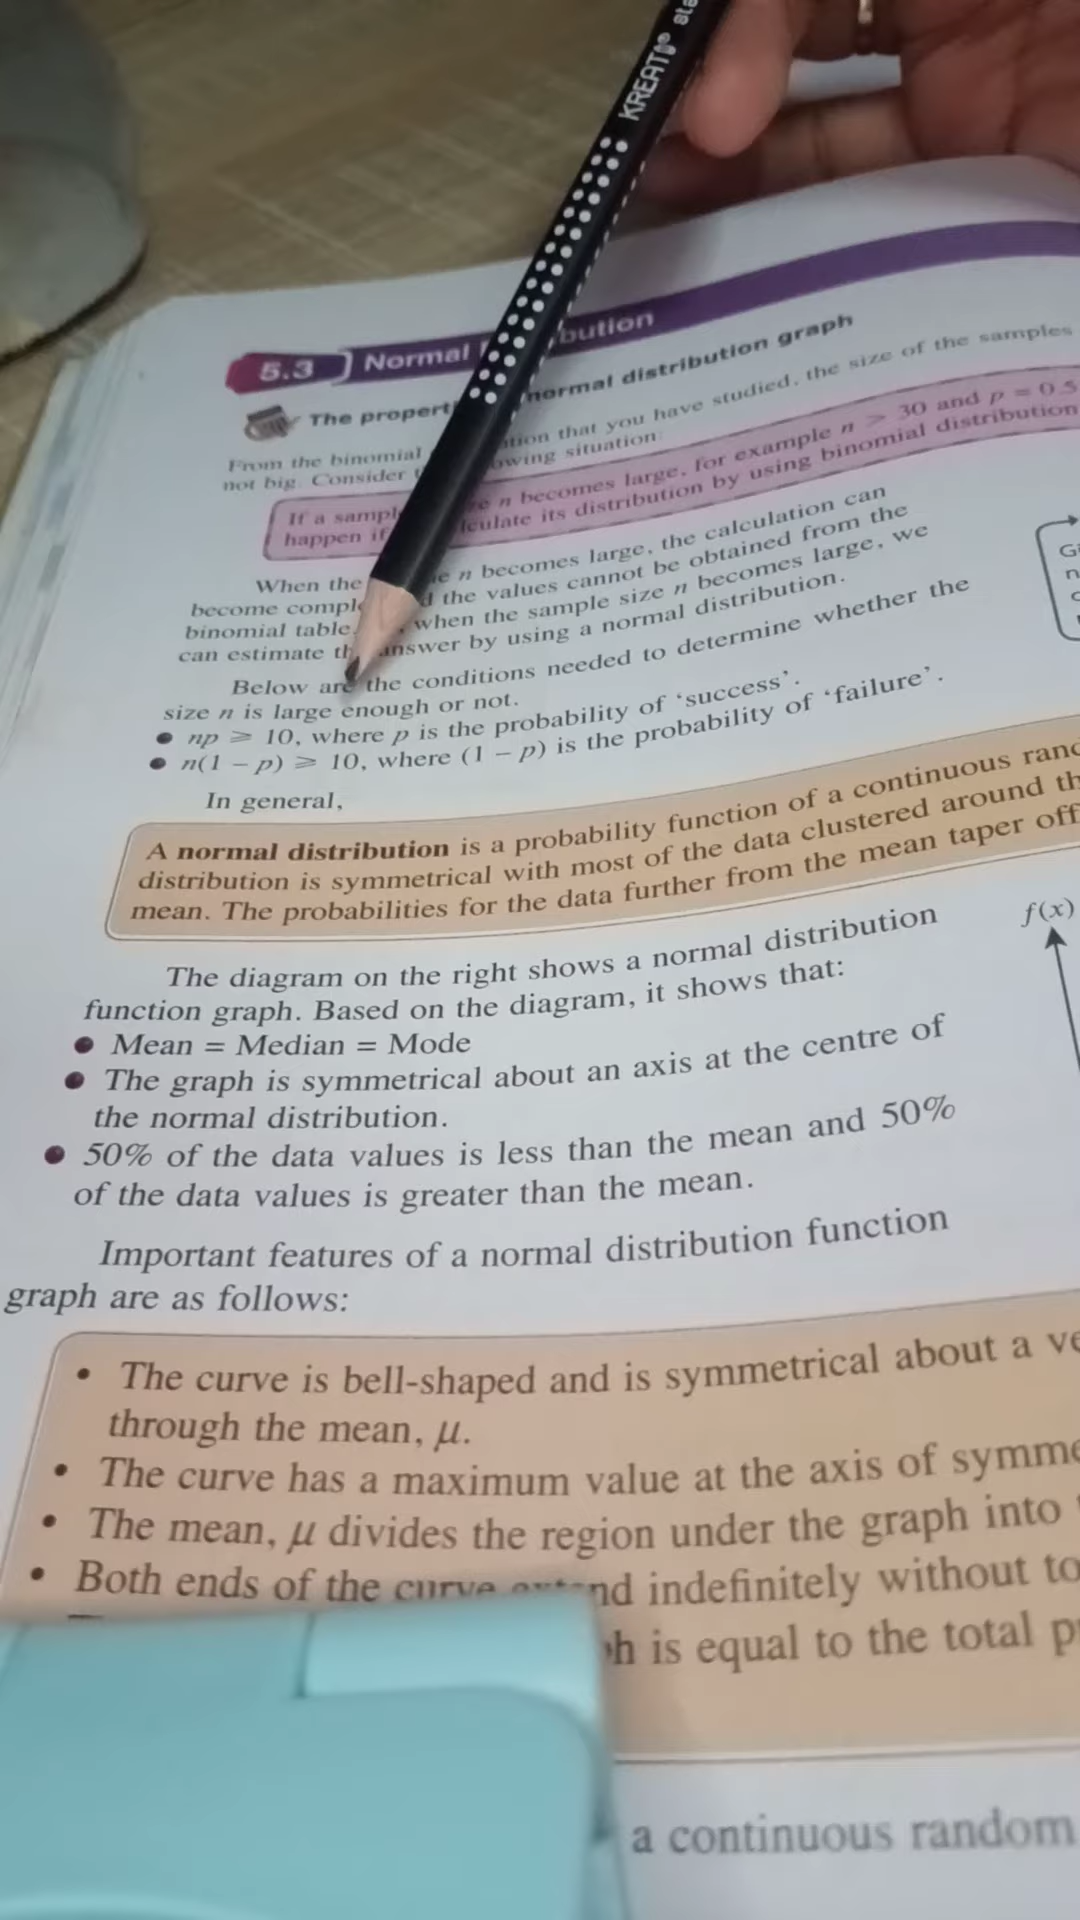 KREAT
5.3 Normal bution
The propert normal distribution graph
From the binomial tion that you have studied, the size of the samples
not big. Consider owing situation:
If a sampl n becomes large, for example n > 30 and p = 0.5
happen if culate its distribution by using binomial distribution
When the n becomes large, the calculation can
become compl the values cannot be obtained from the
binomial table. when the sample size n becomes large, we
can estimate th answer by using a normal distribution.
Below are the conditions needed to determine whether the
size n is large enough or not.
● np ⩾ 10, where p is the probability of ‘success’.
● n(1 – p) ⩾ 10, where (1 – p) is the probability of ‘failure’.
In general,
A normal distribution is a probability function of a continuous rand
distribution is symmetrical with most of the data clustered around th
mean. The probabilities for the data further from the mean taper off
The diagram on the right shows a normal distribution
function graph. Based on the diagram, it shows that:
f(x)
● Mean = Median = Mode
● The graph is symmetrical about an axis at the centre of
the normal distribution.
● 50% of the data values is less than the mean and 50%
of the data values is greater than the mean.
Important features of a normal distribution function
graph are as follows:
• The curve is bell-shaped and is symmetrical about a ve
through the mean, μ.
• The curve has a maximum value at the axis of symme
• The mean, μ divides the region under the graph into
• Both ends of the curve extend indefinitely without to
h is equal to the total p
a continuous random